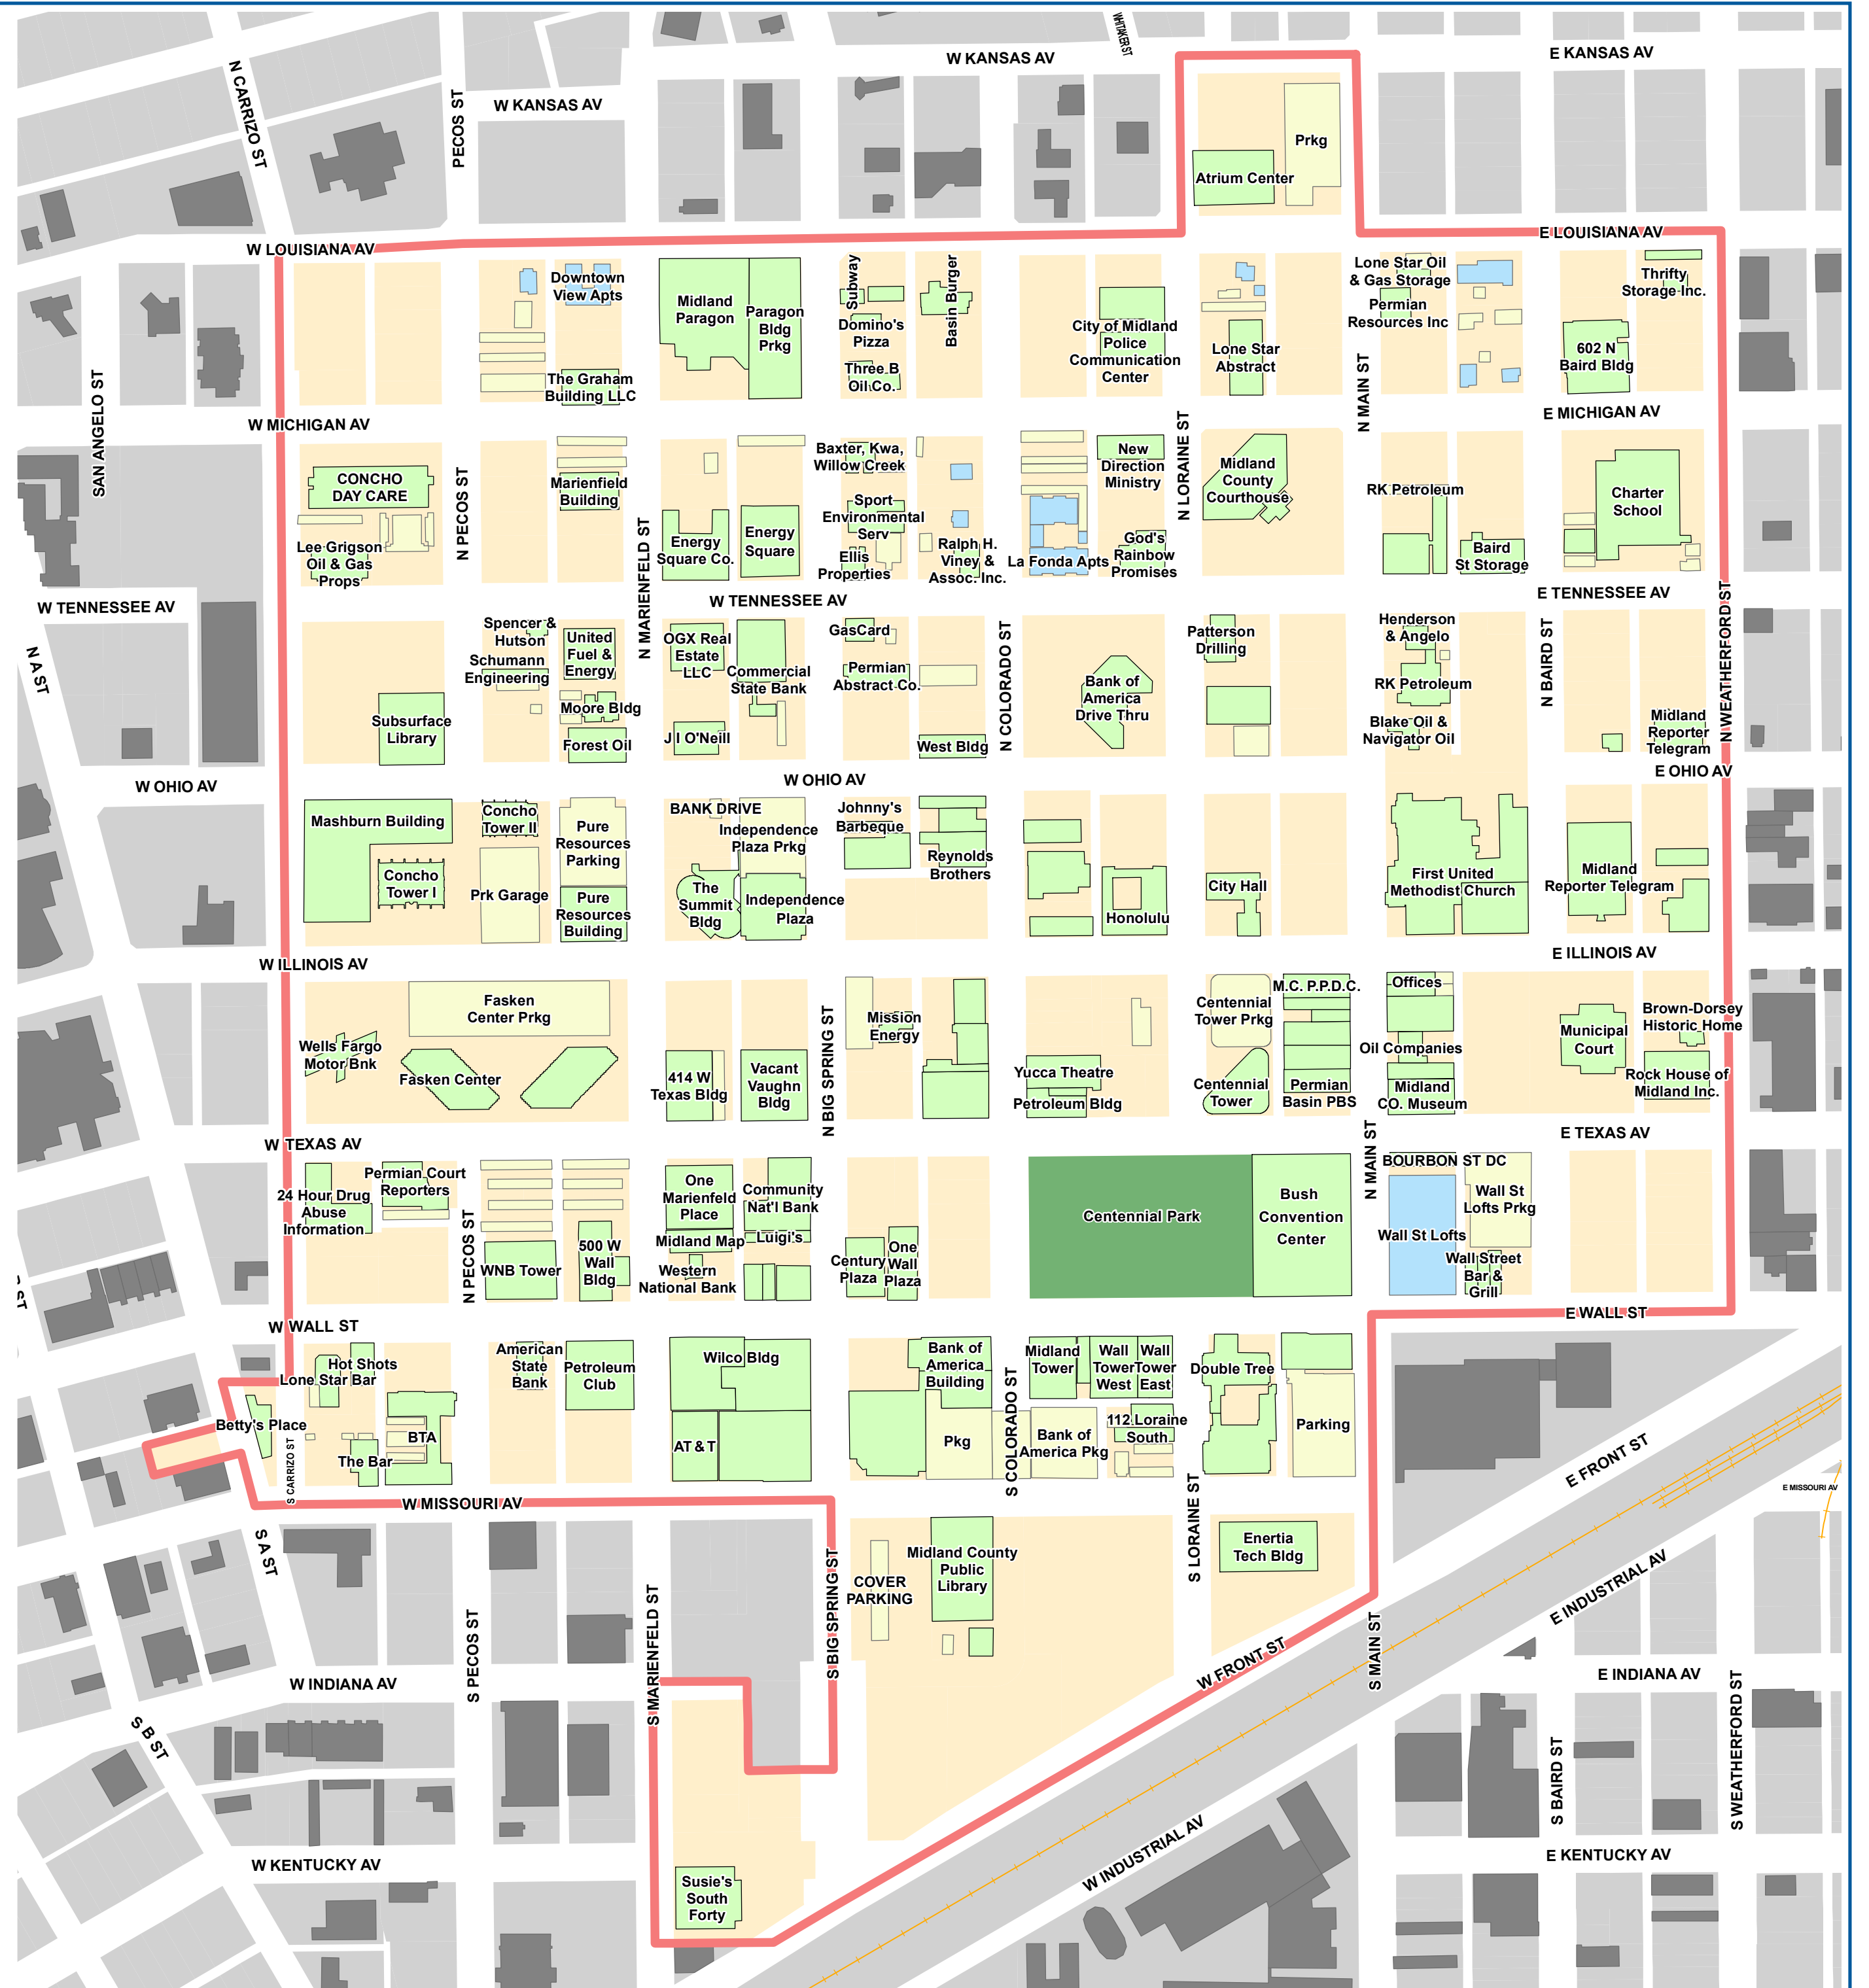 WHITAKER ST
W KANSAS AV
E KANSAS AV
N CARRIZO ST
PECOS ST
W KANSAS AV
Prkg
Atrium Center
W LOUISIANA AV
E LOUISIANA AV
Downtown
View Apts
Midland
Paragon
Paragon
Bldg
Prkg
Subway
Domino's
Pizza
Three B
Oil Co.
Basin Burger
City of Midland
Police
Communication
Center
Lone Star
Abstract
Lone Star Oil
& Gas Storage
Permian
Resources Inc
Thrifty
Storage Inc.
602 N
Baird Bldg
The Graham
Building LLC
SAN ANGELO ST
N MAIN ST
W MICHIGAN AV
E MICHIGAN AV
N LORAINE ST
CONCHO
DAY CARE
Lee Grigson
Oil & Gas
Props
N PECOS ST
Marienfield
Building
N MARIENFELD ST
Energy
Square Co.
Energy
Square
Baxter, Kwa,
Willow Creek
Sport
Environmental
Serv
Ellis
Properties
Ralph H.
Viney &
Assoc. Inc.
La Fonda Apts
New
Direction
Ministry
God's
Rainbow
Promises
Midland
County
Courthouse
RK Petroleum
Baird
St Storage
Charter
School
W TENNESSEE AV
W TENNESSEE AV
E TENNESSEE AV
N WEATHERFORD ST
N A ST
Spencer &
Hutson
Schumann
Engineering
United
Fuel &
Energy
Moore Bldg
Forest Oil
Subsurface
Library
OGX Real
Estate
LLC
Commercial
State Bank
J I O'Neill
GasCard
Permian
Abstract Co.
West Bldg
N COLORADO ST
Bank of
America
Drive Thru
Patterson
Drilling
Henderson
& Angelo
RK Petroleum
Blake Oil &
Navigator Oil
N BAIRD ST
Midland
Reporter
Telegram
W OHIO AV
W OHIO AV
E OHIO AV
Mashburn Building
Concho
Tower II
Concho
Tower I
Prk Garage
Pure
Resources
Parking
Pure
Resources
Building
BANK DRIVE
Independence
Plaza Prkg
The
Summit
Bldg
Independence
Plaza
Johnny's
Barbeque
Reynolds
Brothers
Honolulu
City Hall
First United
Methodist Church
Midland
Reporter Telegram
W ILLINOIS AV
E ILLINOIS AV
Fasken
Center Prkg
Wells Fargo
Motor Bnk
Fasken Center
414 W
Texas Bldg
Vacant
Vaughn
Bldg
N BIG SPRING ST
Mission
Energy
Yucca Theatre
Petroleum Bldg
Centennial
Tower Prkg
Centennial
Tower
M.C. P.P.D.C.
Permian
Basin PBS
Offices
Oil Companies
Midland
CO. Museum
Municipal
Court
Brown-Dorsey
Historic Home
Rock House of
Midland Inc.
W TEXAS AV
E TEXAS AV
24 Hour Drug
Abuse
Information
Permian Court
Reporters
N PECOS ST
WNB Tower
500 W
Wall
Bldg
One
Marienfeld
Place
Midland Map
Western
National Bank
Community
Nat'l Bank
Luigi's
Century
Plaza
One
Wall
Plaza
Centennial Park
Bush
Convention
Center
N MAIN ST
BOURBON ST DC
Wall St
Lofts Prkg
Wall St Lofts
Wall Street
Bar &
Grill
W WALL ST
E WALL ST
Hot Shots
Lone Star Bar
Betty's Place
The Bar
BTA
S CARRIZO ST
American
State
Bank
Petroleum
Club
Wilco Bldg
AT & T
Bank of
America
Building
Pkg
S COLORADO ST
Midland
Tower
Wall
Tower
West
Wall
Tower
East
Bank of
America Pkg
112 Loraine
South
Double Tree
Parking
W MISSOURI AV
E FRONT ST
E MISSOURI AV
S A ST
S LORAINE ST
Enertia
Tech Bldg
Midland County
Public
Library
COVER
PARKING
S BIG SPRING ST
S MARIENFELD ST
S PECOS ST
E INDUSTRIAL AV
S MAIN ST
W FRONT ST
W INDIANA AV
E INDIANA AV
S B ST
S BAIRD ST
S WEATHERFORD ST
W INDUSTRIAL AV
W KENTUCKY AV
E KENTUCKY AV
Susie's
South
Forty